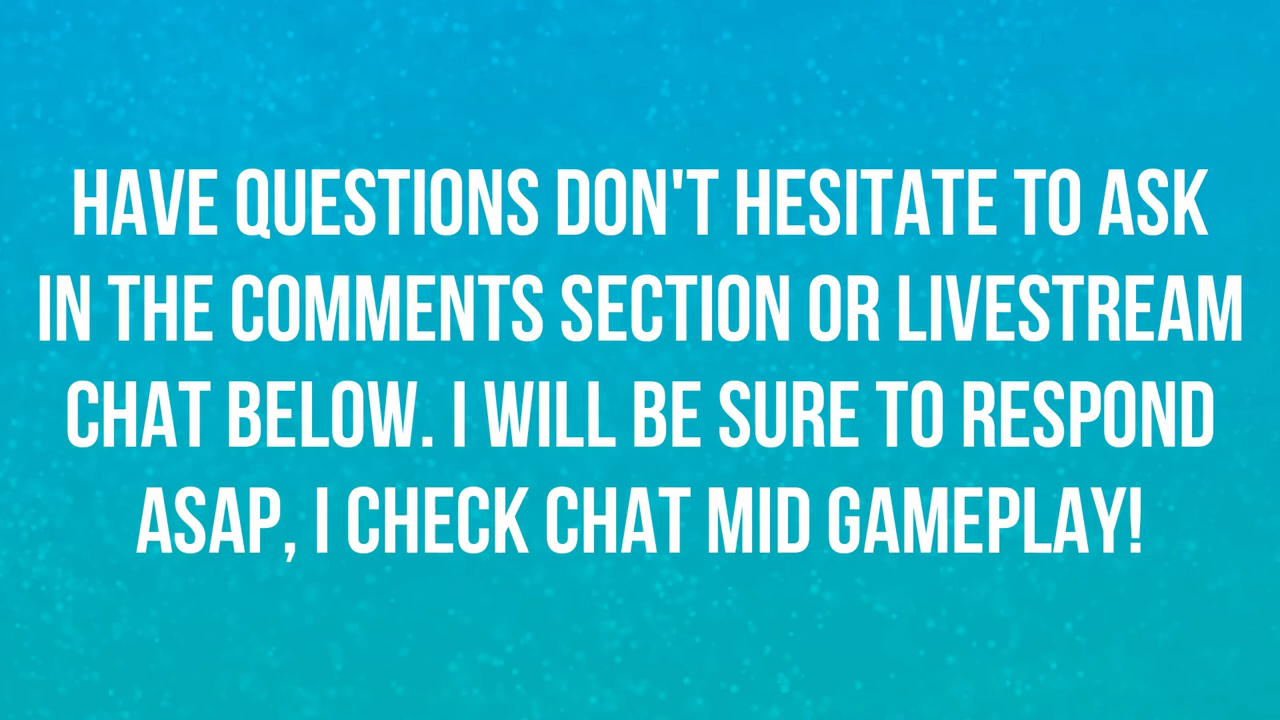 HAVE QUESTIONS DON'T HESITATE TO ASK
IN THE COMMENTS SECTION OR LIVESTREAM
CHAT BELOW. I WILL BE SURE TO RESPOND
ASAP, I CHECK CHAT MID GAMEPLAY!